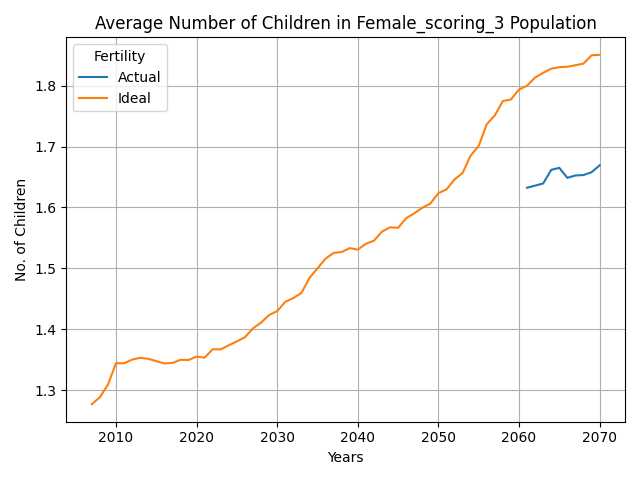 Average Number of Children in Female_scoring_3 Population
Fertility
Actual
Ideal
No. of Children
1.8
1.7
1.6
1.5
1.4
1.3
2010 2020 2030 2040 2050 2060 2070
Years